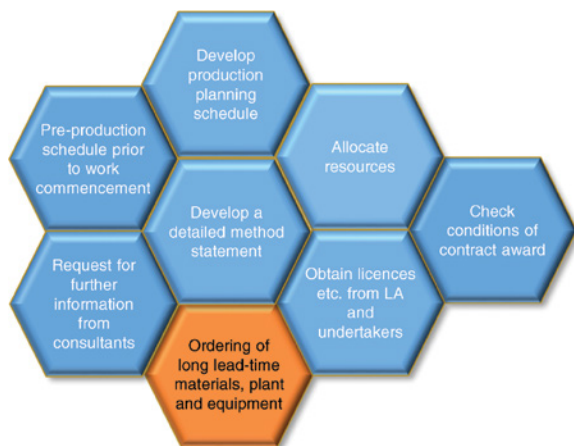 Develop
production
planning
schedule
Pre-production
schedule prior
to work
commencement
Allocate
resources
Develop a
detailed method
statement
Check
conditions of
contract award
Request for
further
information
from
consultants
Obtain licences
etc. from LA
and
undertakers
Ordering of
long lead-time
materials, plant
and equipment